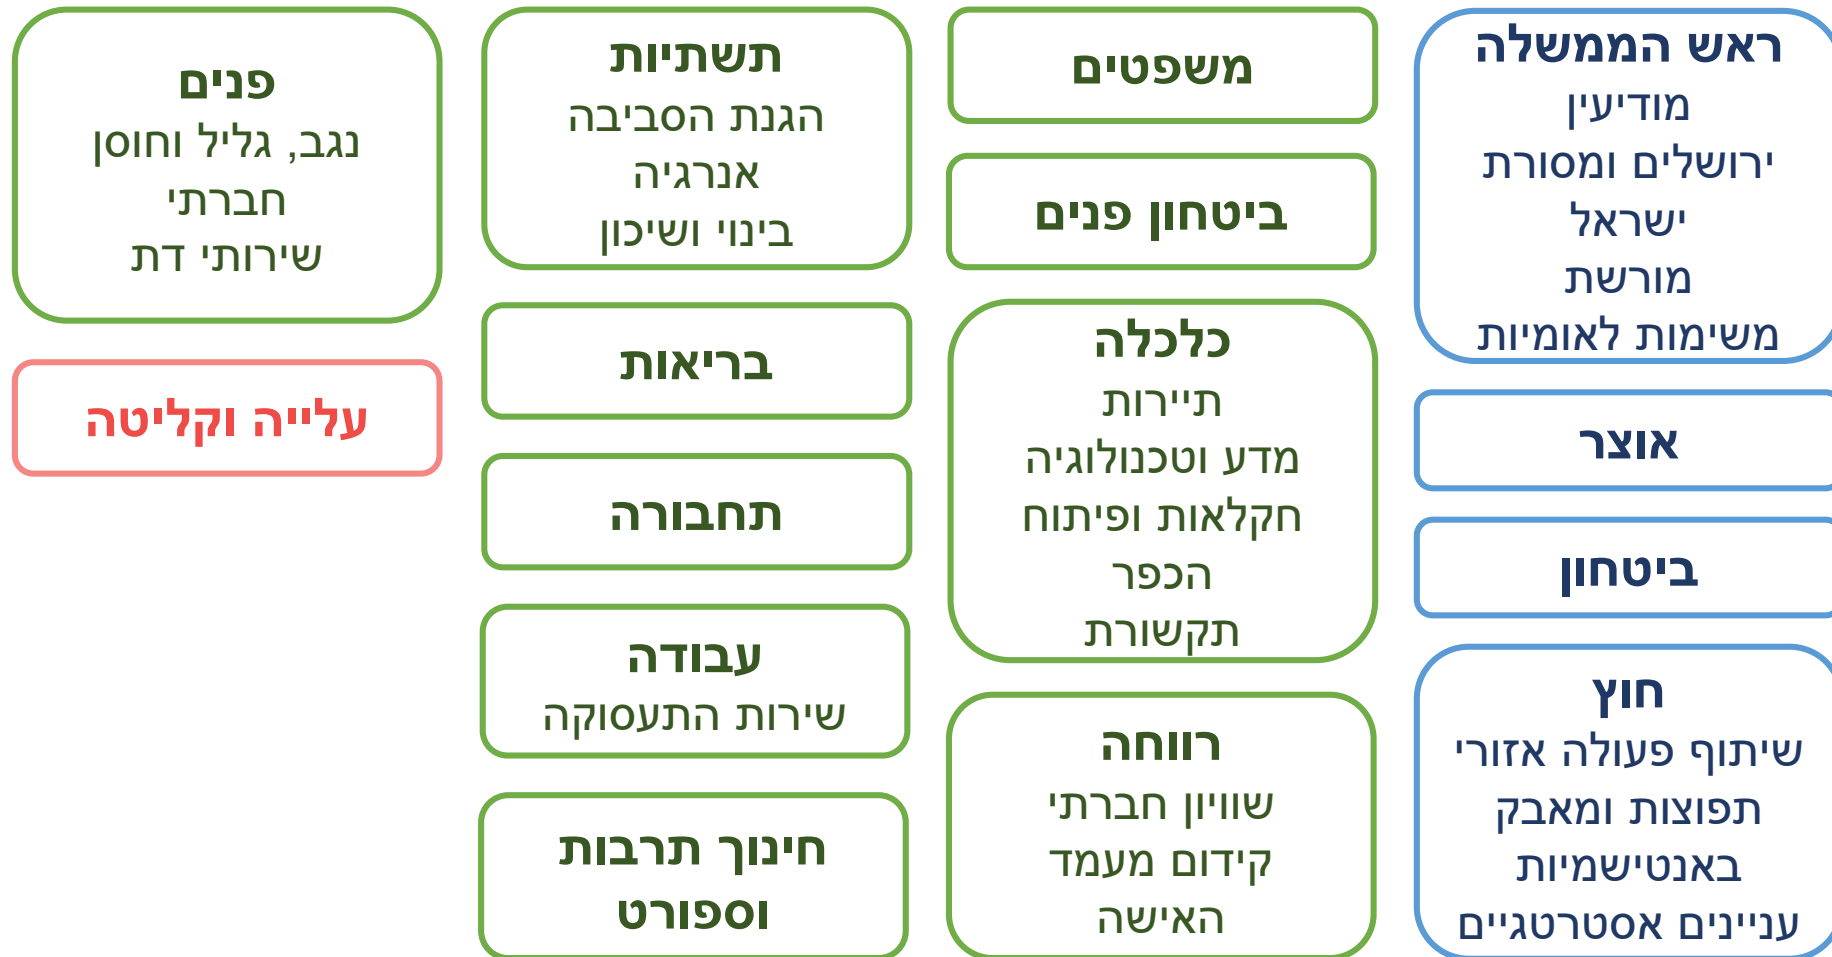 ראש הממשלה
מודיעין
ירושלים ומסורת
ישראל
מורשת
משימות לאומיות
אוצר
ביטחון
חוץ
שיתוף פעולה אזורי
תפוצות ומאבק
באנטישמיות
עניינים אסטרטגיים
משפטים
ביטחון פנים
כלכלה
תיירות
מדע וטכנולוגיה
חקלאות ופיתוח
הכפר
תקשורת
רווחה
שוויון חברתי
קידום מעמד
האישה
תשתיות
הגנת הסביבה
אנרגיה
בינוי ושיכון
בריאות
תחבורה
עבודה
שירות התעסוקה
חינוך תרבות
וספורט
פנים
נגב, גליל וחוסן
חברתי
שירותי דת
עלייה וקליטה